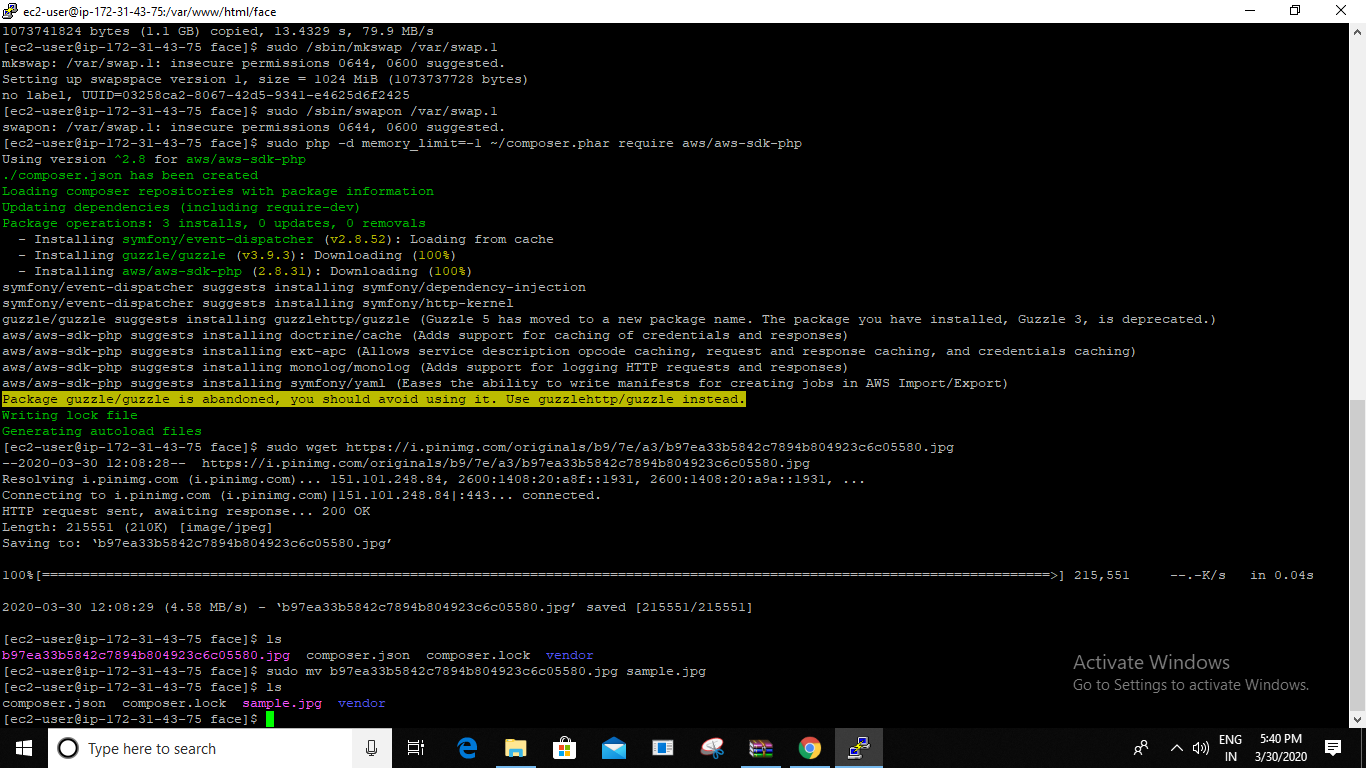 ec2-user@ip-172-31-43-75:/var/www/html/face
1073741824 bytes (1.1 GB) copied, 13.4329 s, 79.9 MB/s
[ec2-user@ip-172-31-43-75 face]$ sudo /sbin/mkswap /var/swap.1
mkswap: /var/swap.1: insecure permissions 0644, 0600 suggested.
Setting up swapspace version 1, size = 1024 MiB (1073737728 bytes)
no label, UUID=03258ca2-8067-42d5-9341-e4625d6f2425
[ec2-user@ip-172-31-43-75 face]$ sudo /sbin/swapon /var/swap.1
swapon: /var/swap.1: insecure permissions 0644, 0600 suggested.
[ec2-user@ip-172-31-43-75 face]$ sudo php -d memory_limit=-1 ~/composer.phar require aws/aws-sdk-php
Using version ^2.8 for aws/aws-sdk-php
./composer.json has been created
Loading composer repositories with package information
Updating dependencies (including require-dev)
Package operations: 3 installs, 0 updates, 0 removals
  - Installing symfony/event-dispatcher (v2.8.52): Loading from cache
  - Installing guzzle/guzzle (v3.9.3): Downloading (100%)
  - Installing aws/aws-sdk-php (2.8.31): Downloading (100%)
symfony/event-dispatcher suggests installing symfony/dependency-injection
symfony/event-dispatcher suggests installing symfony/http-kernel
guzzle/guzzle suggests installing guzzlehttp/guzzle (Guzzle 5 has moved to a new package name. The package you have installed, Guzzle 3, is deprecated.)
aws/aws-sdk-php suggests installing doctrine/cache (Adds support for caching of credentials and responses)
aws/aws-sdk-php suggests installing ext-apc (Allows service description opcode caching, request and response caching, and credentials caching)
aws/aws-sdk-php suggests installing monolog/monolog (Adds support for logging HTTP requests and responses)
aws/aws-sdk-php suggests installing symfony/yaml (Eases the ability to write manifests for creating jobs in AWS Import/Export)
Package guzzle/guzzle is abandoned, you should avoid using it. Use guzzlehttp/guzzle instead.
Writing lock file
Generating autoload files
[ec2-user@ip-172-31-43-75 face]$ sudo wget https://i.pinimg.com/originals/b9/7e/a3/b97ea33b5842c7894b804923c6c05580.jpg
--2020-03-30 12:08:28--  https://i.pinimg.com/originals/b9/7e/a3/b97ea33b5842c7894b804923c6c05580.jpg
Resolving i.pinimg.com (i.pinimg.com)... 151.101.248.84, 2600:1408:20:a8f::1931, 2600:1408:20:a9a::1931, ...
Connecting to i.pinimg.com (i.pinimg.com)|151.101.248.84|:443... connected.
HTTP request sent, awaiting response... 200 OK
Length: 215551 (210K) [image/jpeg]
Saving to: ‘b97ea33b5842c7894b804923c6c05580.jpg’
100%[==============================================================================================================================>] 215,551     --.-K/s   in 0.04s
2020-03-30 12:08:29 (4.58 MB/s) - ‘b97ea33b5842c7894b804923c6c05580.jpg’ saved [215551/215551]
[ec2-user@ip-172-31-43-75 face]$ ls
b97ea33b5842c7894b804923c6c05580.jpg  composer.json  composer.lock  vendor
[ec2-user@ip-172-31-43-75 face]$ sudo mv b97ea33b5842c7894b804923c6c05580.jpg sample.jpg
[ec2-user@ip-172-31-43-75 face]$ ls
composer.json  composer.lock  sample.jpg  vendor
[ec2-user@ip-172-31-43-75 face]$
Activate Windows
Go to Settings to activate Windows.
Type here to search
ENG
IN
5:40 PM
3/30/2020